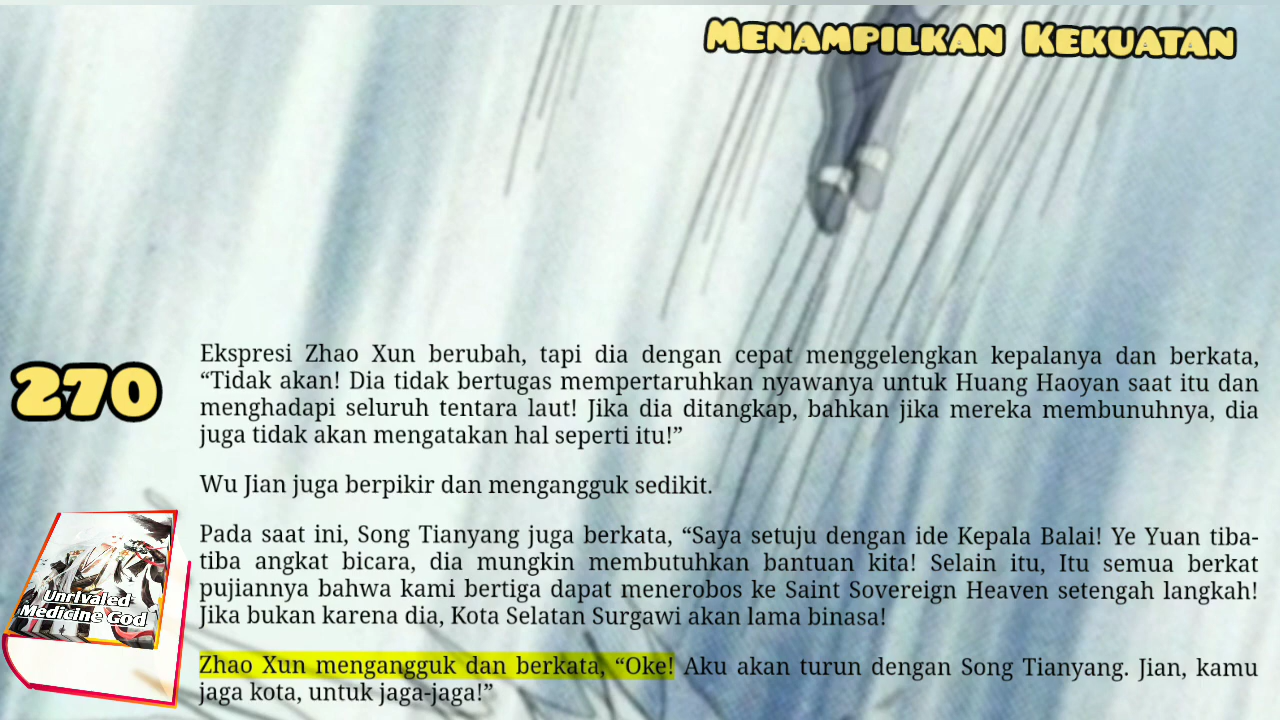 Menampilkan Kekuatan
Ekspresi Zhao Xun berubah, tapi dia dengan cepat menggelengkan kepalanya dan berkata,
“Tidak akan! Dia tidak bertugas mempertaruhkan nyawanya untuk Huang Haoyan saat itu dan
menghadapi seluruh tentara laut! Jika dia ditangkap, bahkan jika mereka membunuhnya, dia
juga tidak akan mengatakan hal seperti itu!”
270
Wu Jian juga berpikir dan mengangguk sedikit.
Pada saat ini, Song Tianyang juga berkata, “Saya setuju dengan ide Kepala Balai! Ye Yuan tiba-
tiba angkat bicara, dia mungkin membutuhkan bantuan kita! Selain itu, Itu semua berkat
pujiannya bahwa kami bertiga dapat menerobos ke Saint Sovereign Heaven setengah langkah!
Jika bukan karena dia, Kota Selatan Surgawi akan lama binasa!
Unrivaled
Medicine God
Zhao Xun mengangguk dan berkata, “Oke! Aku akan turun dengan Song Tianyang. Jian, kamu
jaga kota, untuk jaga-jaga!”